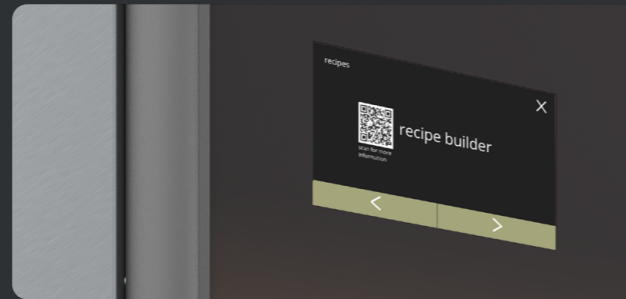 recipes
X
recipe builder
scan for more
information
<
>